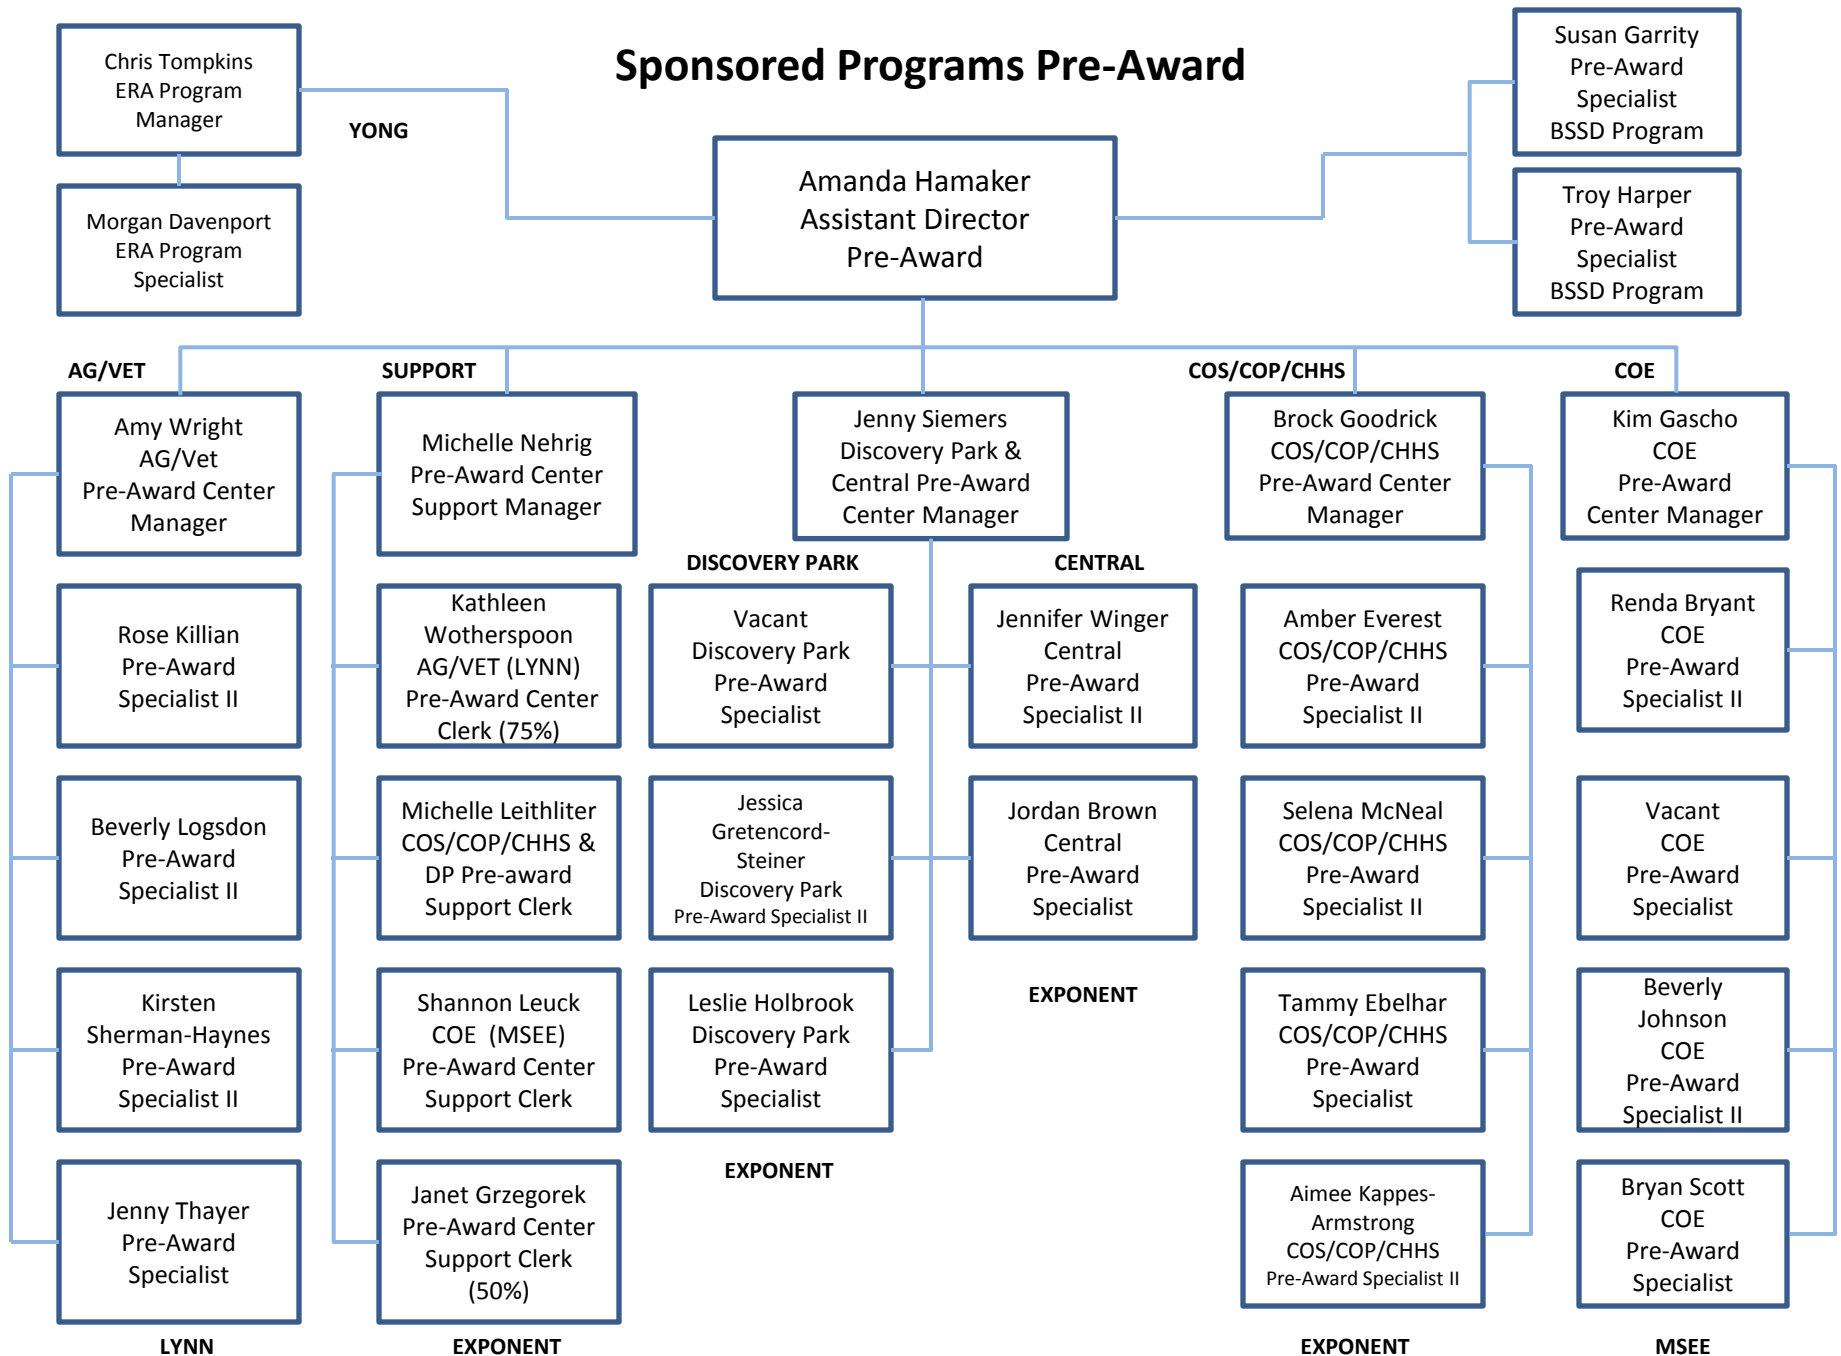 Sponsored Programs Pre-Award
Chris Tompkins
ERA Program
Manager
YONG
Morgan Davenport
ERA Program
Specialist
Amanda Hamaker
Assistant Director
Pre-Award
Susan Garrity
Pre-Award
Specialist
BSSD Program
Troy Harper
Pre-Award
Specialist
BSSD Program
AG/VET
Amy Wright
AG/Vet
Pre-Award Center
Manager
Rose Killian
Pre-Award
Specialist II
Beverly Logsdon
Pre-Award
Specialist II
Kirsten
Sherman-Haynes
Pre-Award
Specialist II
Jenny Thayer
Pre-Award
Specialist
LYNN
SUPPORT
Michelle Nehrig
Pre-Award Center
Support Manager
Kathleen
Wotherspoon
AG/VET (LYNN)
Pre-Award Center
Clerk (75%)
Michelle Leithliter
COS/COP/CHHS &
DP Pre-award
Support Clerk
Shannon Leuck
COE  (MSEE)
Pre-Award Center
Support Clerk
Janet Grzegorek
Pre-Award Center
Support Clerk
(50%)
EXPONENT
Jenny Siemers
Discovery Park &
Central Pre-Award
Center Manager
DISCOVERY PARK
Vacant
Discovery Park
Pre-Award
Specialist
Jessica
Gretencord-
Steiner
Discovery Park
Pre-Award Specialist II
Leslie Holbrook
Discovery Park
Pre-Award
Specialist
EXPONENT
CENTRAL
Jennifer Winger
Central
Pre-Award
Specialist II
Jordan Brown
Central
Pre-Award
Specialist
EXPONENT
COS/COP/CHHS
Brock Goodrick
COS/COP/CHHS
Pre-Award Center
Manager
Amber Everest
COS/COP/CHHS
Pre-Award
Specialist II
Selena McNeal
COS/COP/CHHS
Pre-Award
Specialist II
Tammy Ebelhar
COS/COP/CHHS
Pre-Award
Specialist
Aimee Kappes-
Armstrong
COS/COP/CHHS
Pre-Award Specialist II
EXPONENT
COE
Kim Gascho
COE
Pre-Award
Center Manager
Renda Bryant
COE
Pre-Award
Specialist II
Vacant
COE
Pre-Award
Specialist
Beverly
Johnson
COE
Pre-Award
Specialist II
Bryan Scott
COE
Pre-Award
Specialist
MSEE